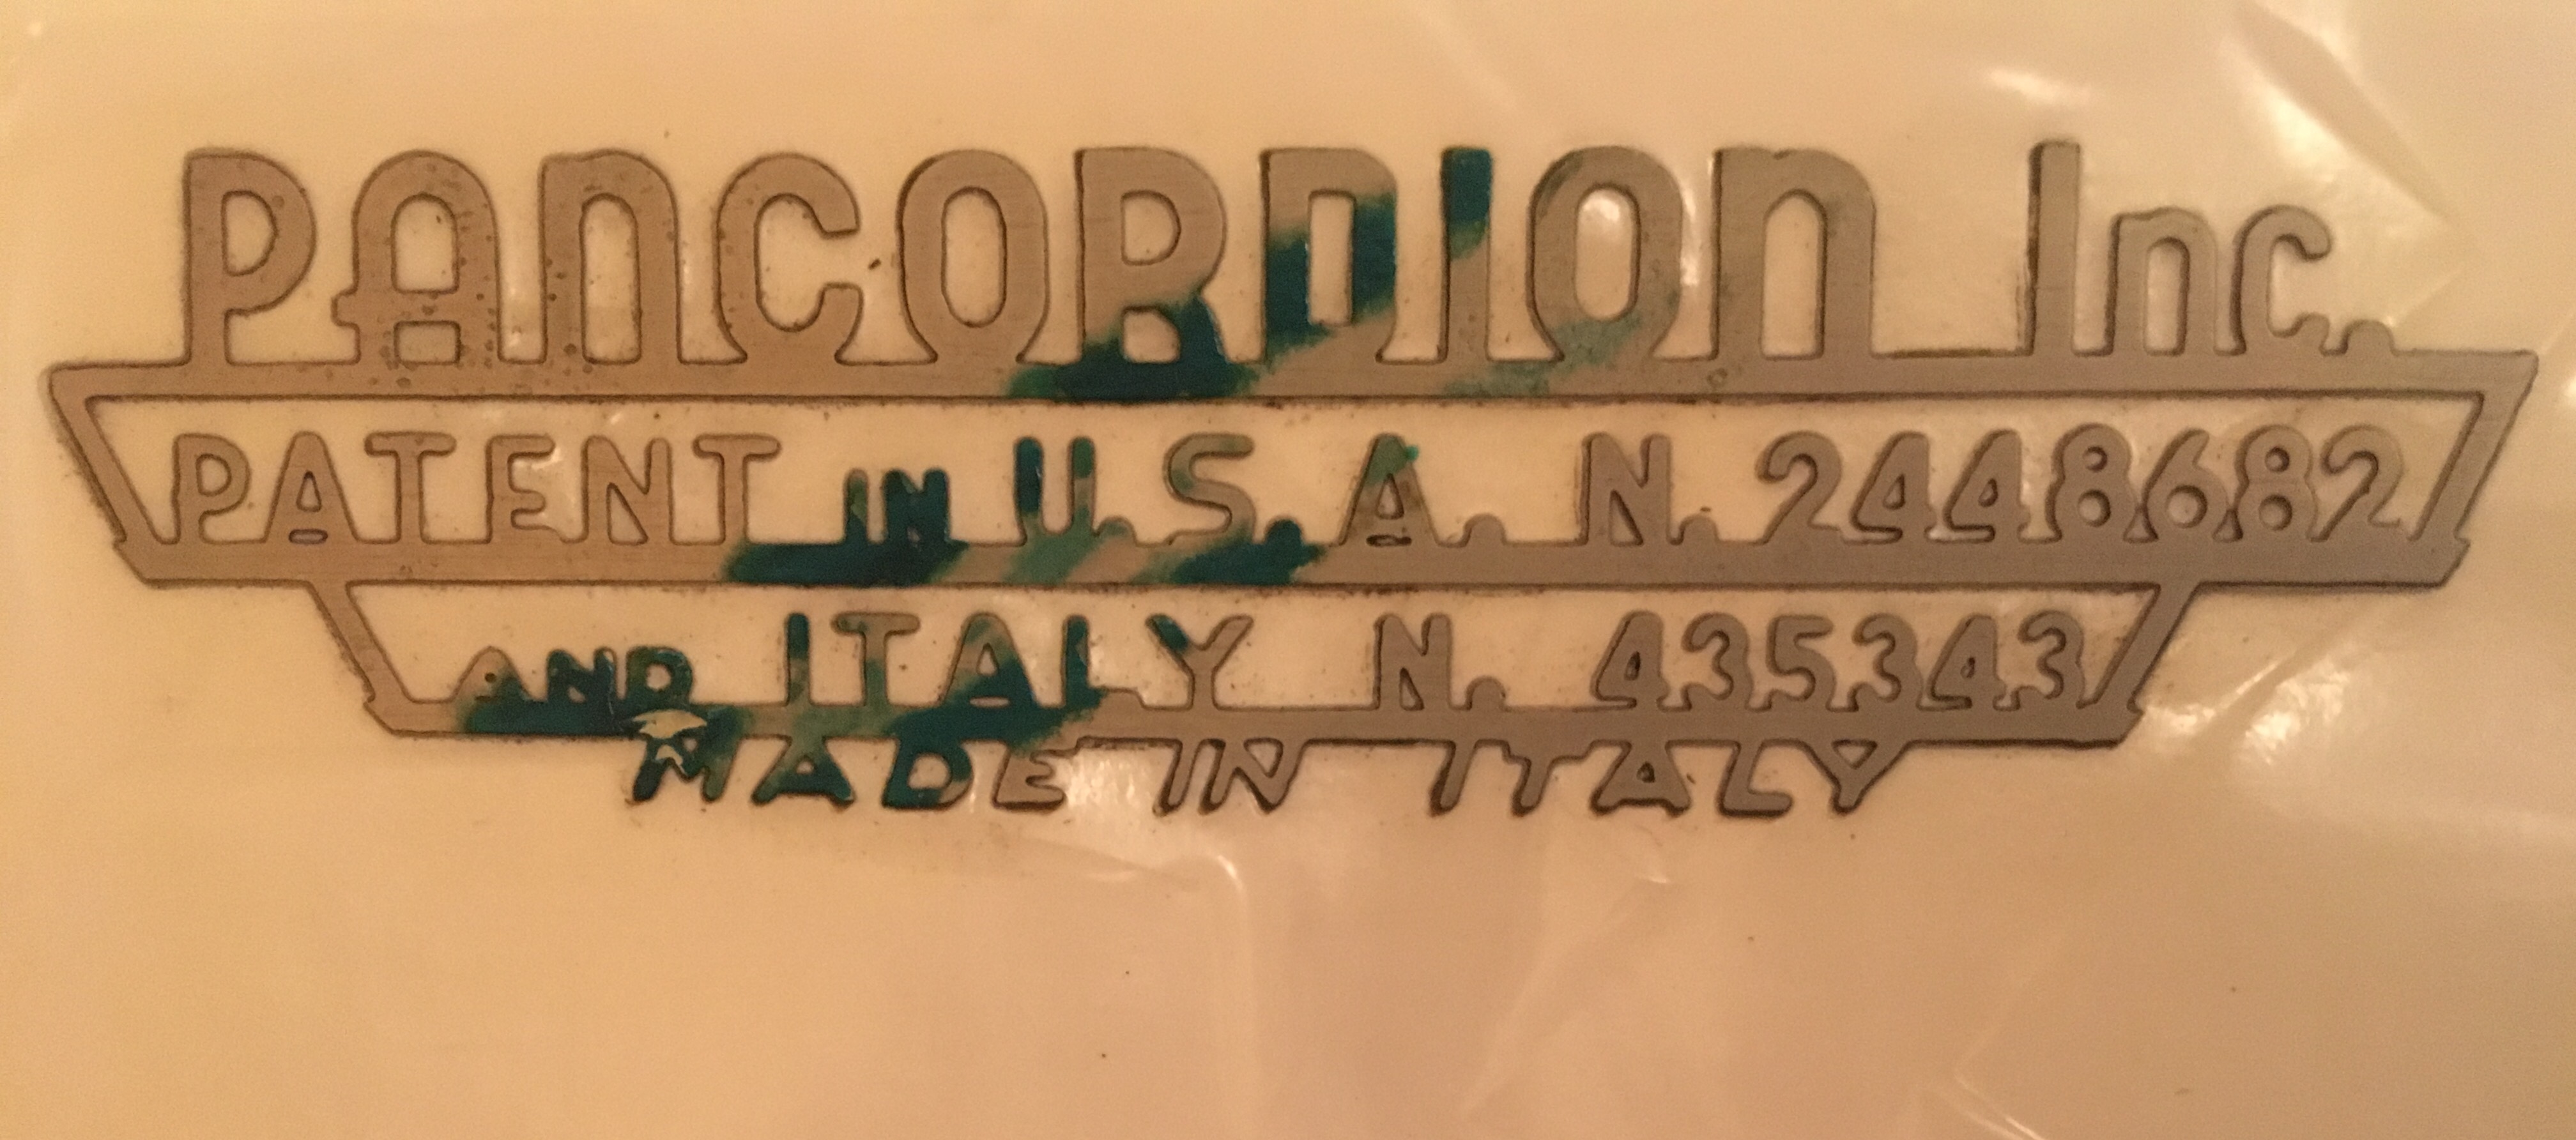 PANCORDION Inc.
PATENT IN U.S.A. N. 2448682
AND ITALY N. 435343
MADE IN ITALY